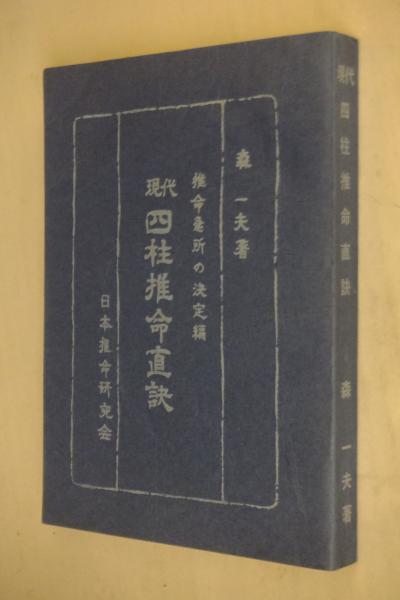 森 一夫著
推命急所の決定編
現代 四柱推命直訣
日本推命研究会
現代 四柱推命直訣 森 一夫著